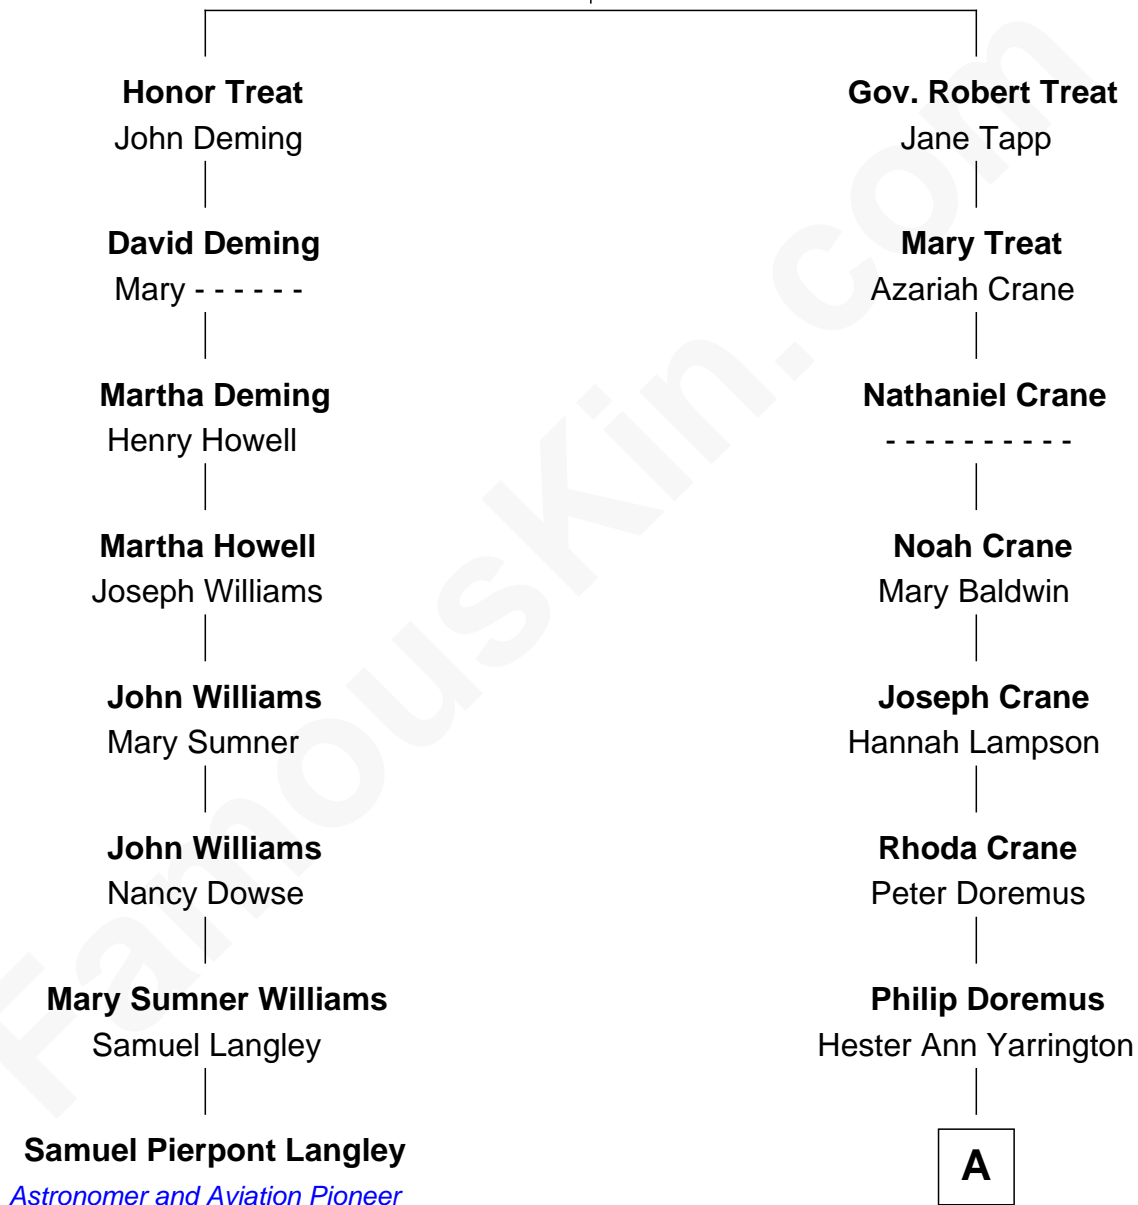 Honor Treat
John Deming
David Deming
Mary - - - - - -
Martha Deming
Henry Howell
Martha Howell
Joseph Williams
John Williams
Mary Sumner
John Williams
Nancy Dowse
Mary Sumner Williams
Samuel Langley
Samuel Pierpont Langley
Astronomer and Aviation Pioneer
Gov. Robert Treat
Jane Tapp
Mary Treat
Azariah Crane
Nathaniel Crane
- - - - - - - - - -
Noah Crane
Mary Baldwin
Joseph Crane
Hannah Lampson
Rhoda Crane
Peter Doremus
Philip Doremus
Hester Ann Yarrington
A
FamousKin.com